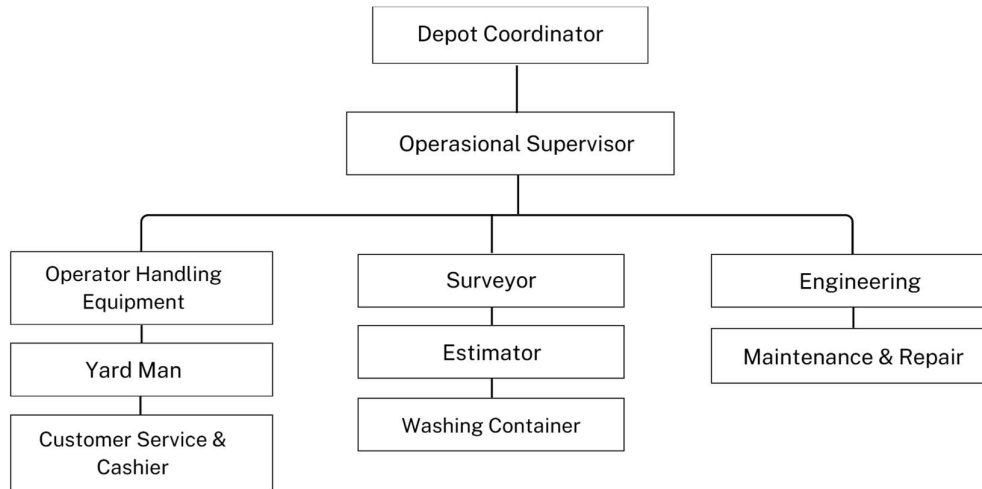 Depot Coordinator
Operasional Supervisor
Operator Handling
Equipment
Yard Man
Customer Service &
Cashier
Surveyor
Estimator
Washing Container
Engineering
Maintenance & Repair